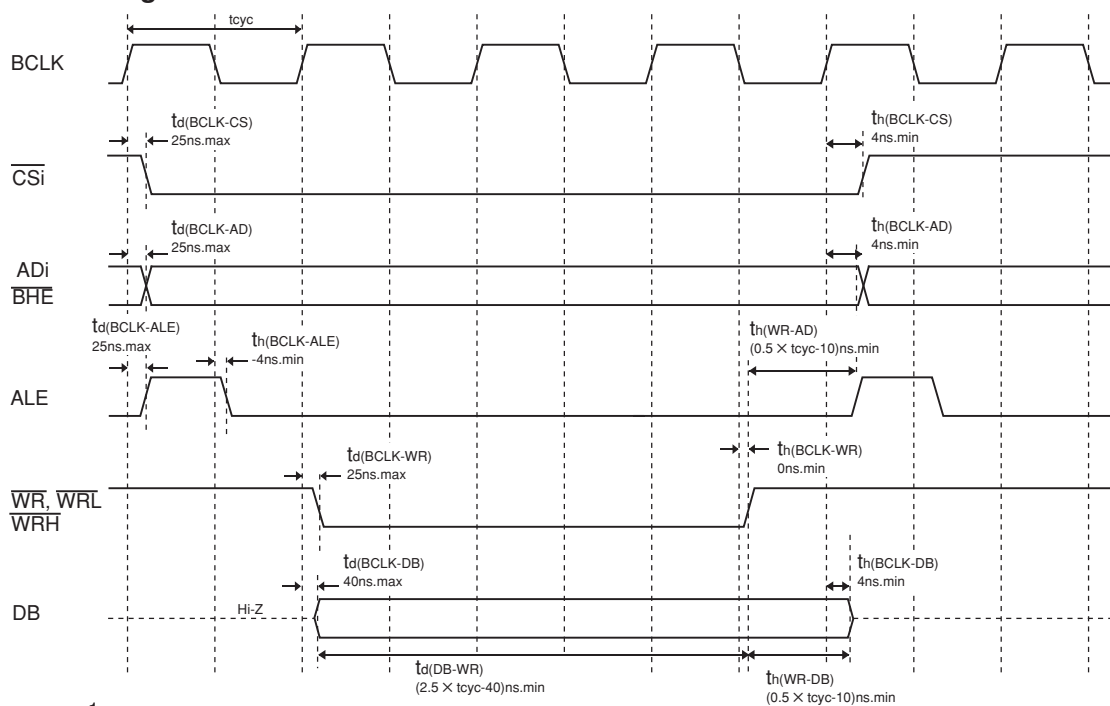 g
tcyc
BCLK
td(BCLK-CS)
25ns.max
th(BCLK-CS)
4ns.min
CSi
td(BCLK-AD)
25ns.max
th(BCLK-AD)
4ns.min
ADi
BHE
td(BCLK-ALE)
25ns.max
th(BCLK-ALE)
-4ns.min
th(WR-AD)
(0.5 × tcyc-10)ns.min
ALE
td(BCLK-WR)
25ns.max
th(BCLK-WR)
0ns.min
WR, WRL
WRH
td(BCLK-DB)
40ns.max
th(BCLK-DB)
4ns.min
Hi-Z
DB
td(DB-WR)
(2.5 × tcyc-40)ns.min
th(WR-DB)
(0.5 × tcyc-10)ns.min